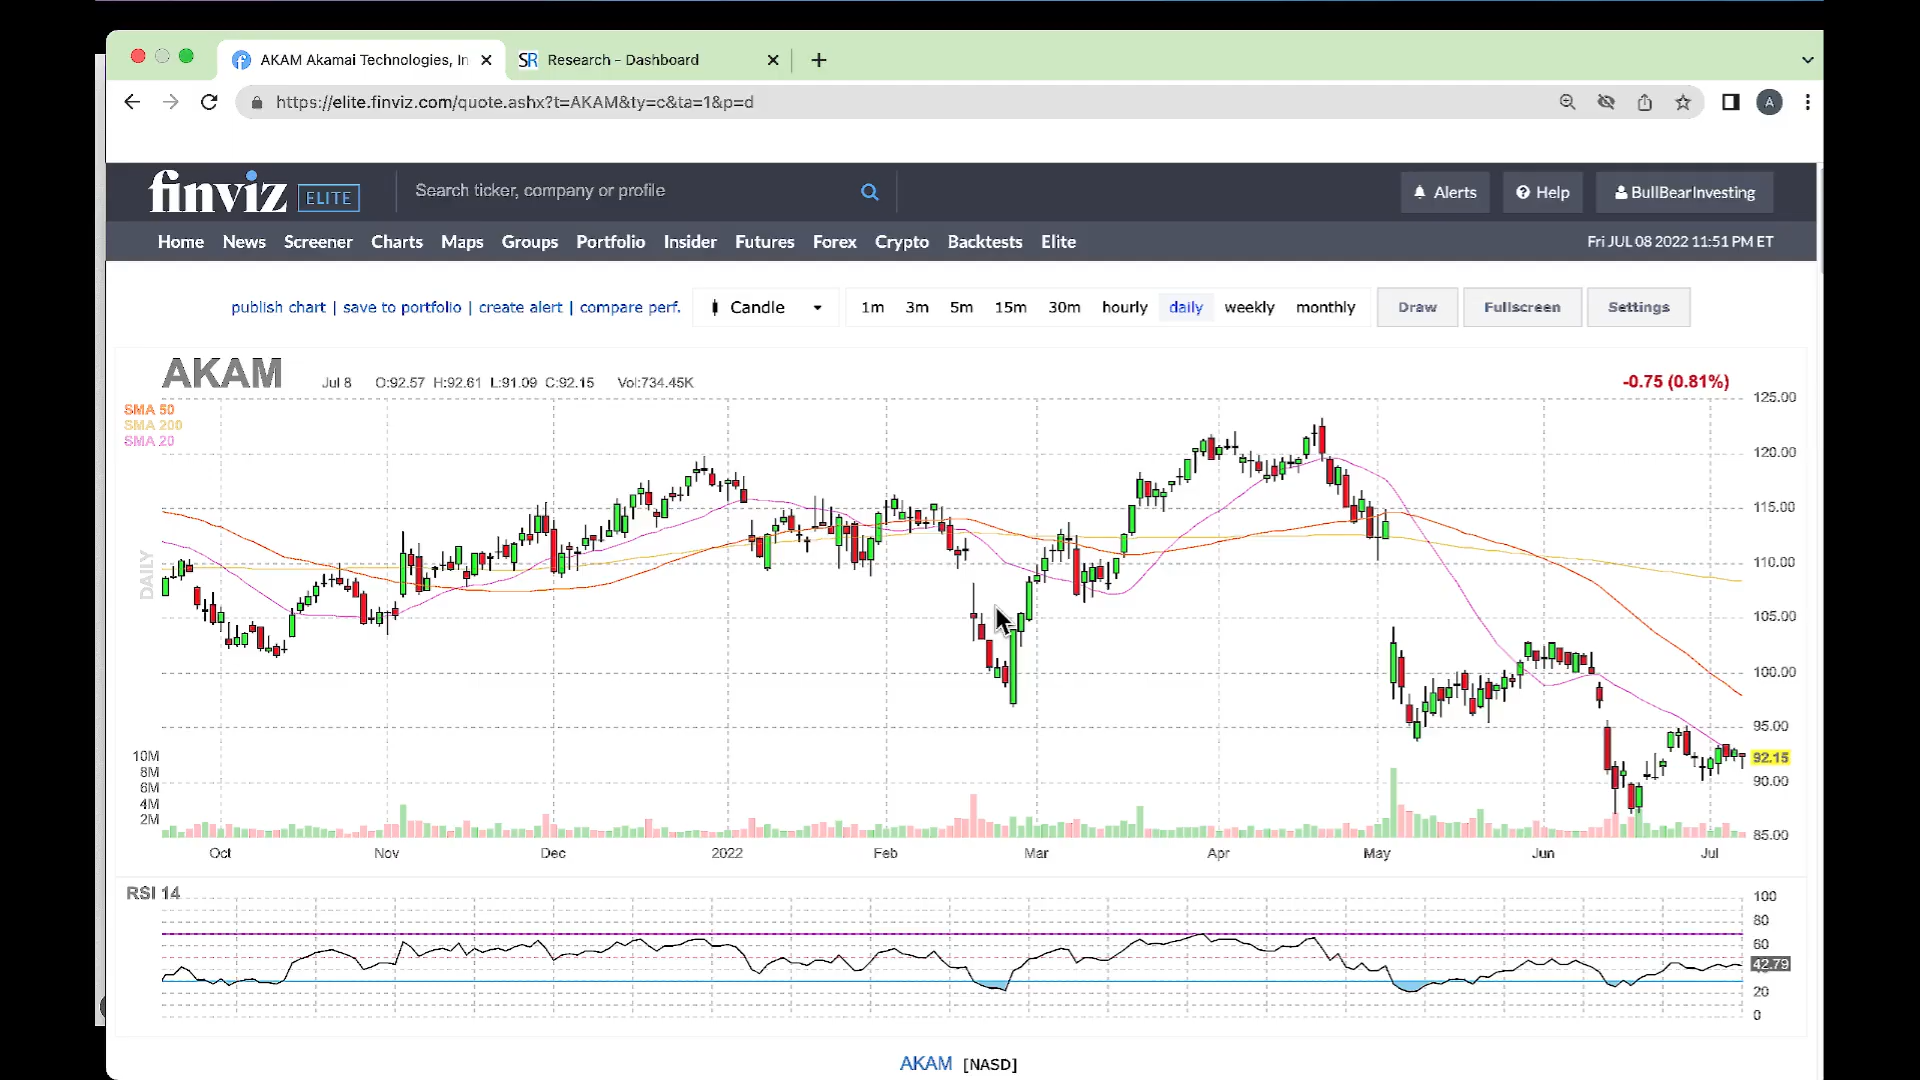 AKAM Akamai Technologies, In
SR Research - Dashboard
https://elite.finviz.com/quote.ashx?t=AKAM&ty=c&ta=1&p=d
A
finviz ELITE
Search ticker, company or profile
Alerts
Help
BullBearInvesting
Home News Screener Charts Maps Groups Portfolio Insider Futures Forex Crypto Backtests Elite
Fri JUL 08 2022 11:51 PM ET
publish chart | save to portfolio | create alert | compare perf.
Candle
1m 3m 5m 15m 30m hourly daily weekly monthly
Draw
Fullscreen
Settings
AKAM
Jul 8 O:92.57 H:92.61 L:91.09 C:92.15 Vol:734.45K
-0.75 (0.81%)
SMA 50
SMA 200
SMA 20
DAILY
125.00
120.00
115.00
110.00
105.00
100.00
95.00
92.15
90.00
85.00
10M
8M
6M
4M
2M
Oct Nov Dec 2022 Feb Mar Apr May Jun Jul
RSI 14
100
80
60
42.79
20
0
AKAM [NASD]